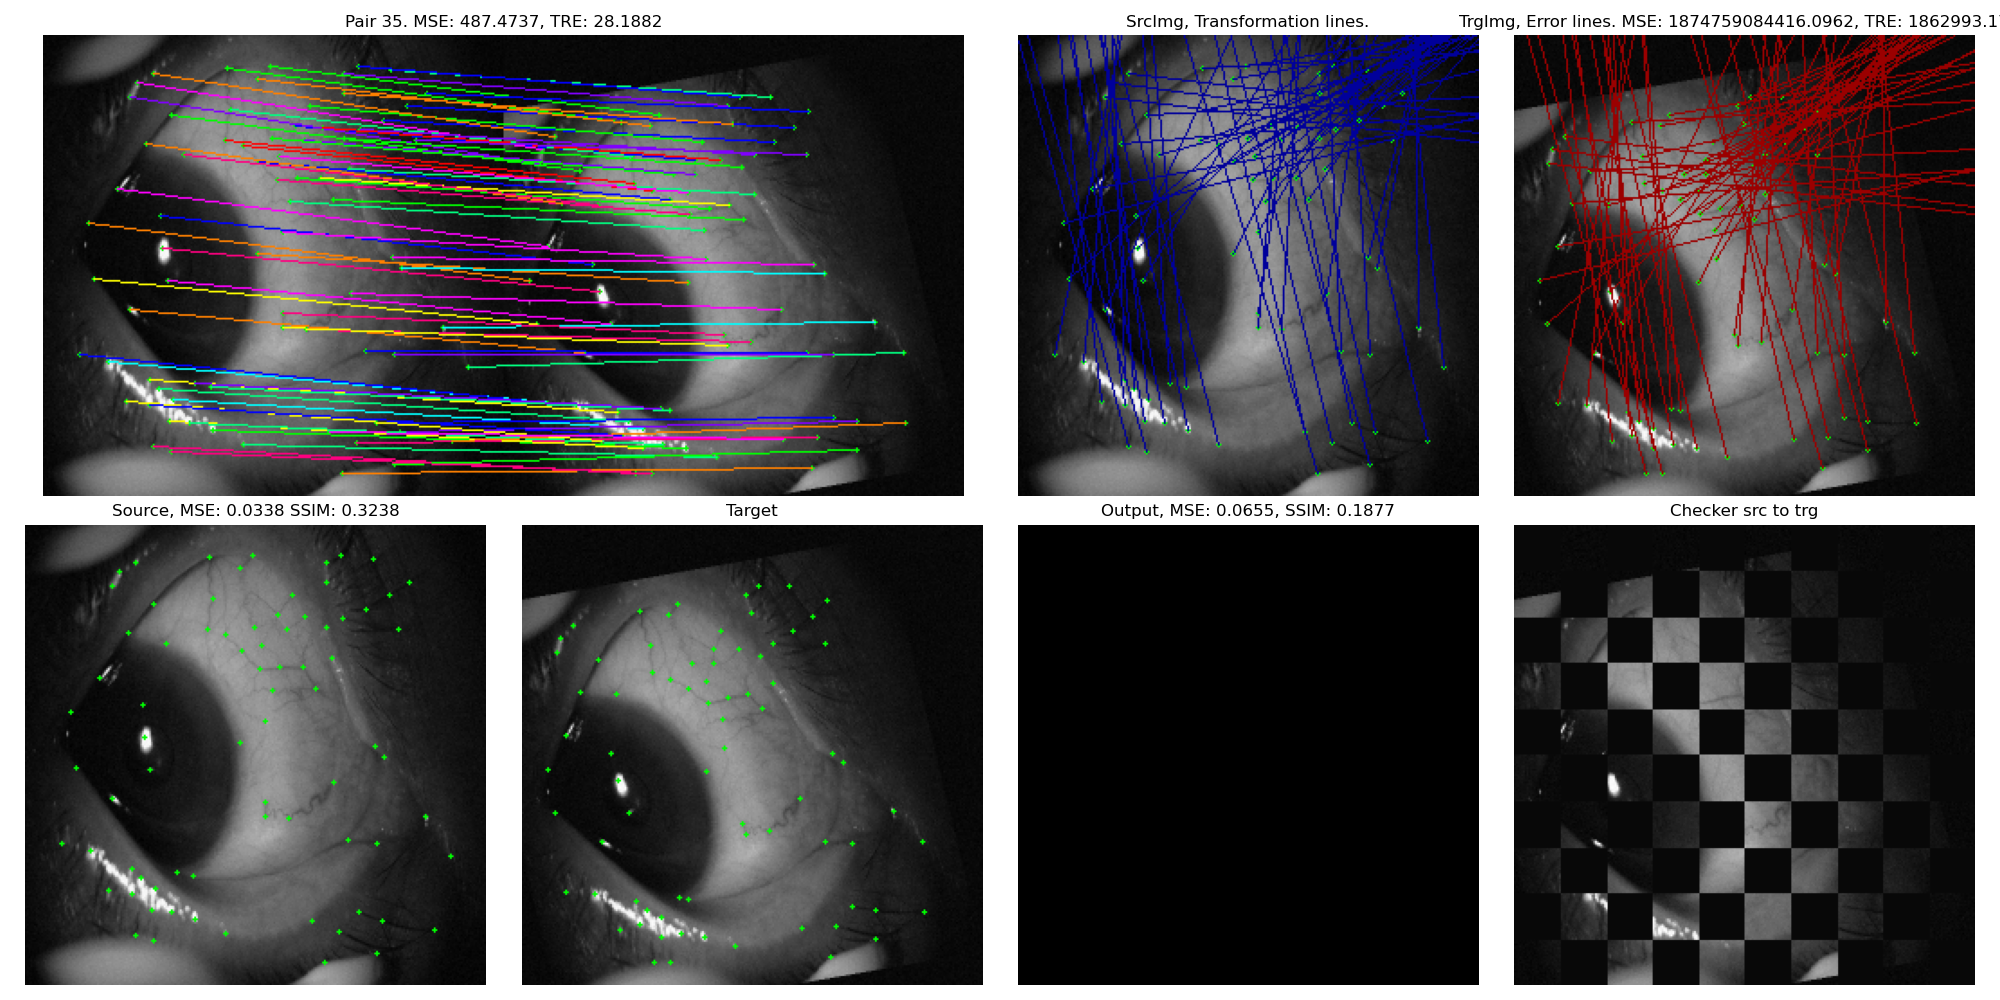 Pair 35. MSE: 487.4737, TRE: 28.1882
SrcImg, Transformation lines.
TrgImg, Error lines. MSE: 1874759084416.0962, TRE: 1862993.1
Source, MSE: 0.0338 SSIM: 0.3238
Target
Output, MSE: 0.0655, SSIM: 0.1877
Checker src to trg